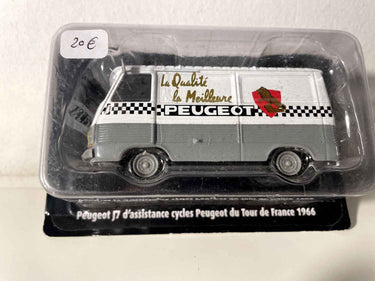 20€
La Qualité
la Meilleure
PEUGEOT
Peugeot J7 d'assistance cycles Peugeot du Tour de France 1966